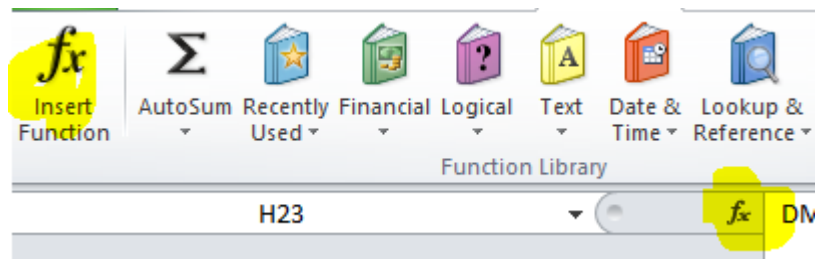 fx Σ ? A
Insert Function AutoSum Recently Used Financial Logical Text Date & Time Lookup & Reference
Function Library
H23 fx DM